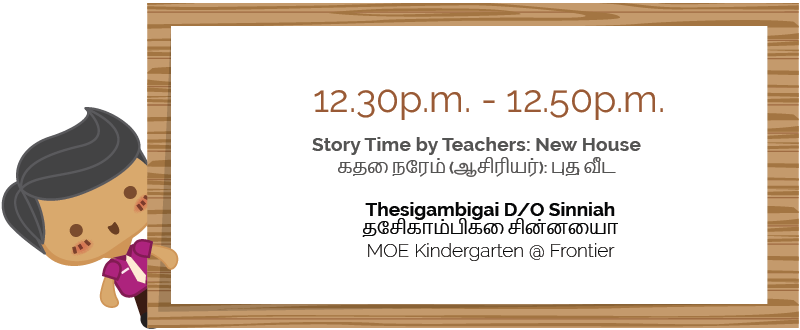 12.30p.m. - 12.50p.m.
Story Time by Teachers: New House
கதை நரேம் (ஆசிரியர்): புத வீட
Thesigambigai D/O Sinniah
தசேிகாம்பிகை சின்னயைா
MOE Kindergarten @ Frontier